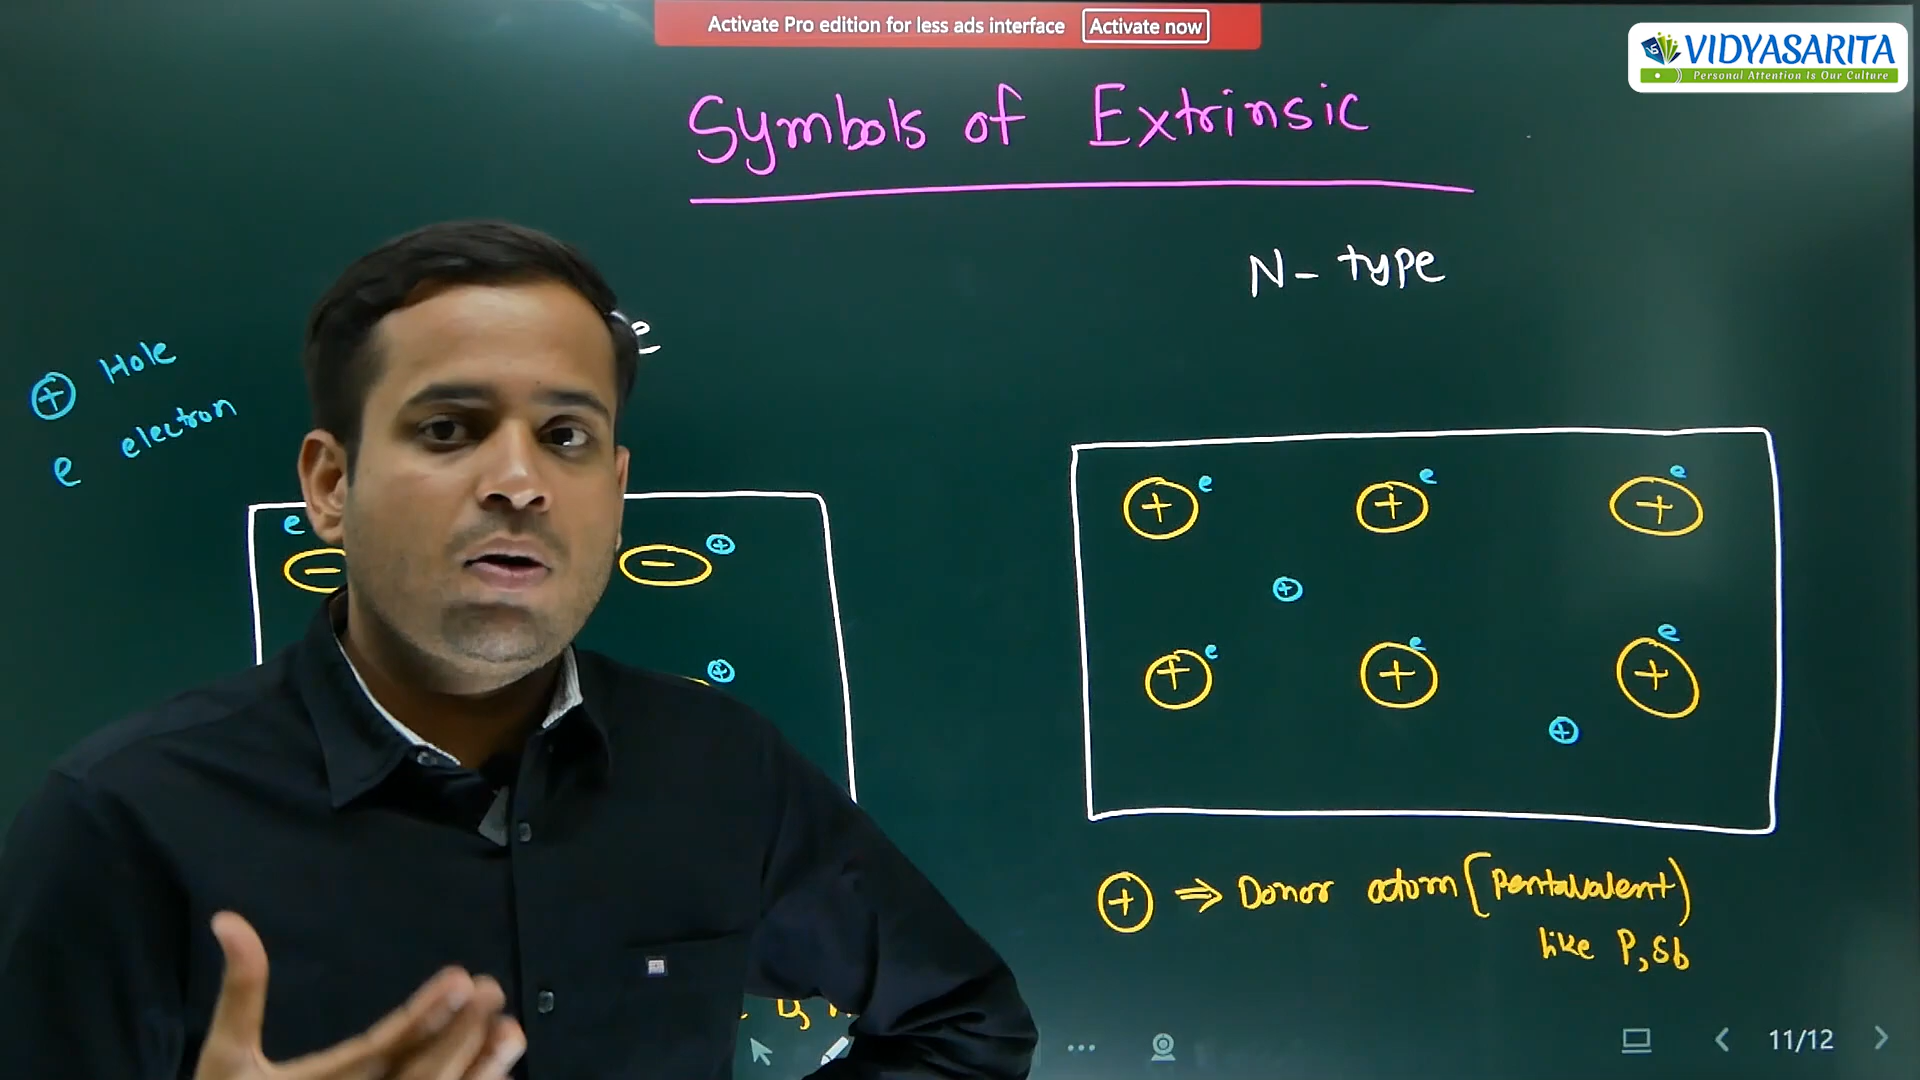 Activate Pro edition for less ads interface Activate now
VIDYASARITA
Personal Attention Is Our Culture
Symbols of Extrinsic
N- type
+ Hole
e electron
e
− +
+
+ e + e + e
+
+ e + e + e
+
+ ⇒ Donor atom (Pentavalent)
like P, Sb
11/12